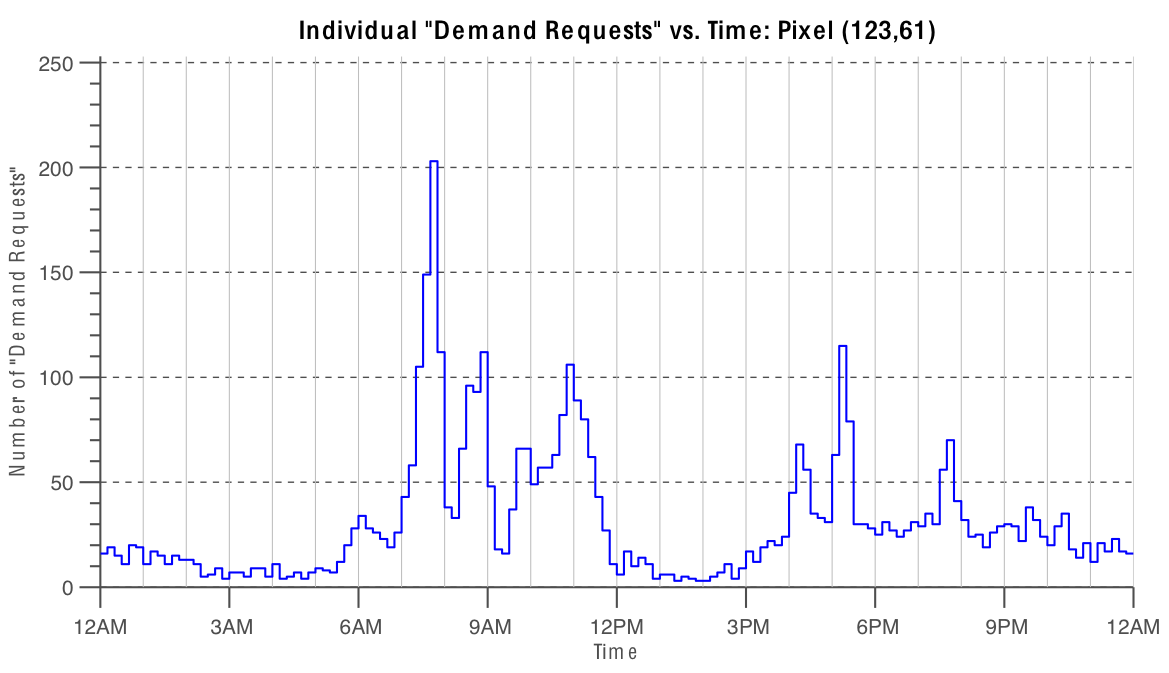 Individual "Demand Requests" vs. Time: Pixel (123,61)
250
200
150
100
50
0
Number of "Demand Requests"
12AM 3AM 6AM 9AM 12PM 3PM 6PM 9PM 12AM
Time